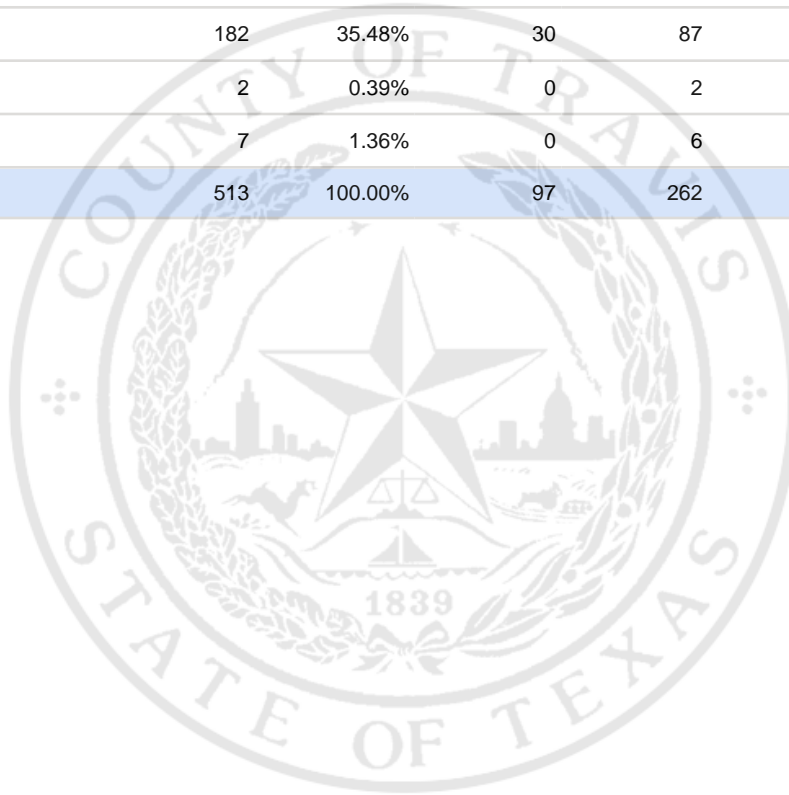 182 35.48% 30 87
2 0.39% 0 2
7 1.36% 0 6
513 100.00% 97 262
COUNTY OF TRAVIS
1839
STATE OF TEXAS